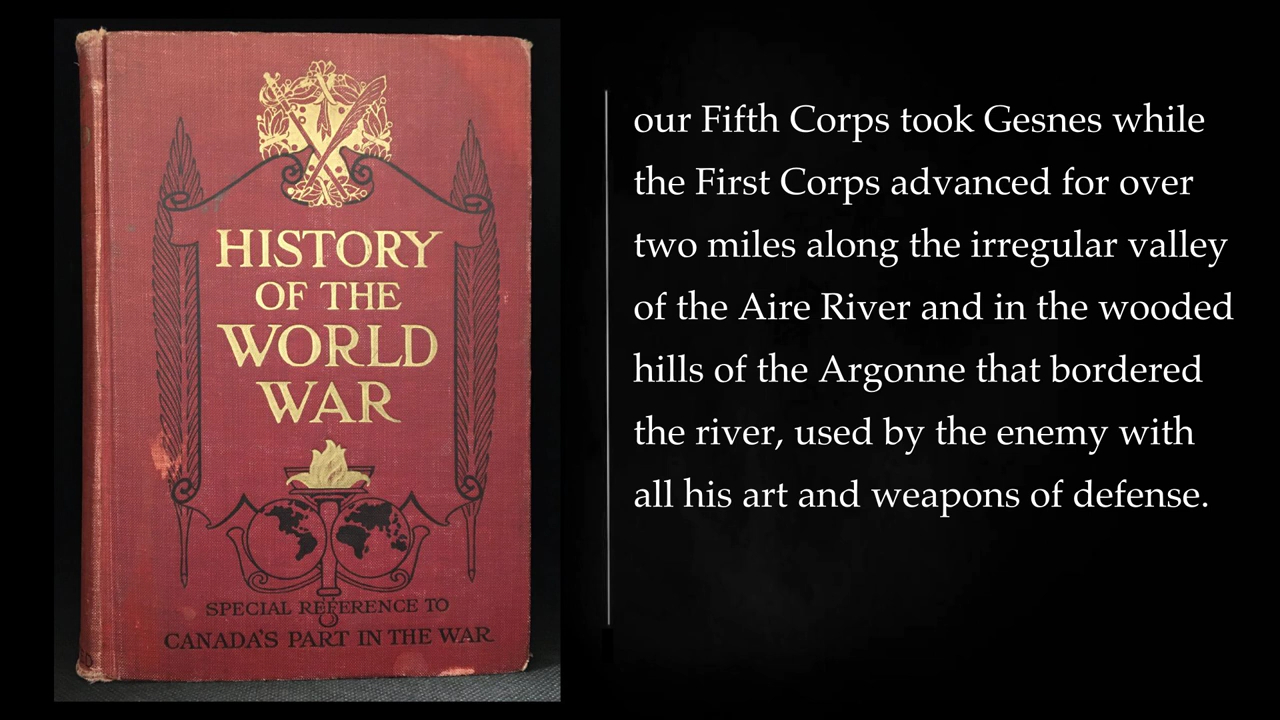 HISTORY
OF THE
WORLD
WAR
SPECIAL REFERENCE TO
CANADA'S PART IN THE WAR
our Fifth Corps took Gesnes while
the First Corps advanced for over
two miles along the irregular valley
of the Aire River and in the wooded
hills of the Argonne that bordered
the river, used by the enemy with
all his art and weapons of defense.